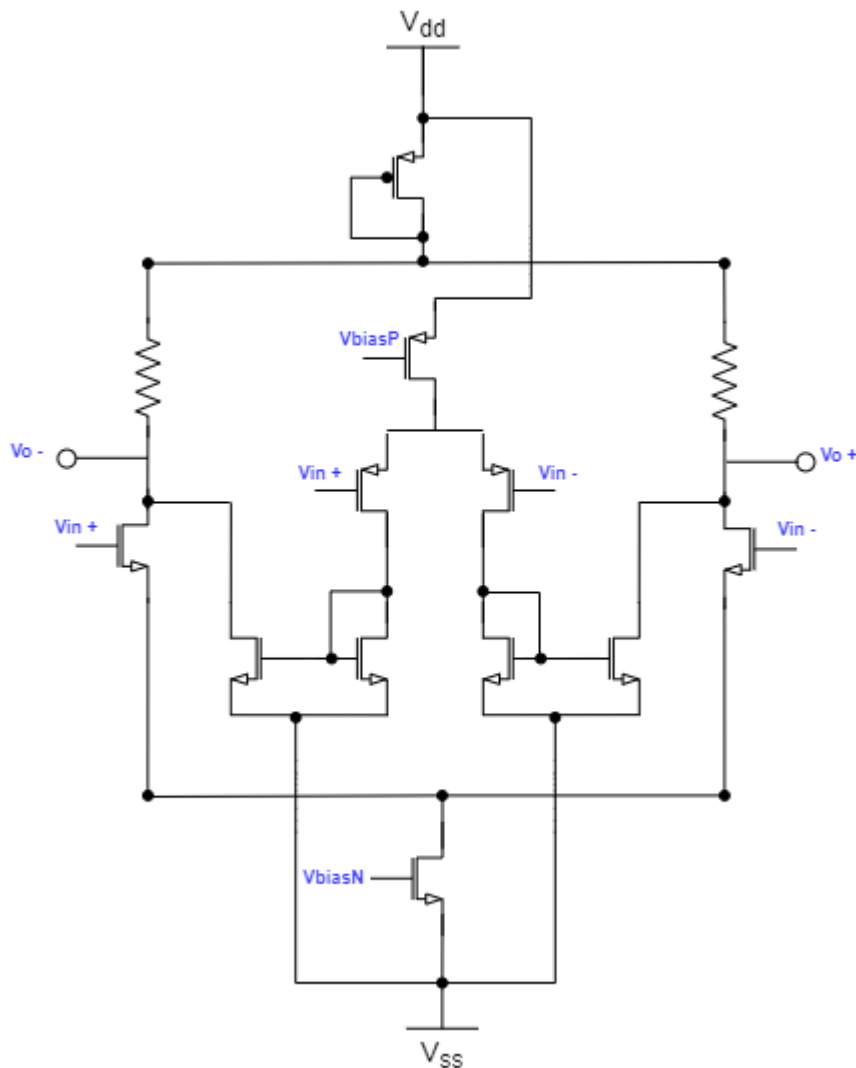 Vdd
VbiasP
Vo -
Vin +
Vin -
Vo +
Vin +
Vin -
VbiasN
VSS